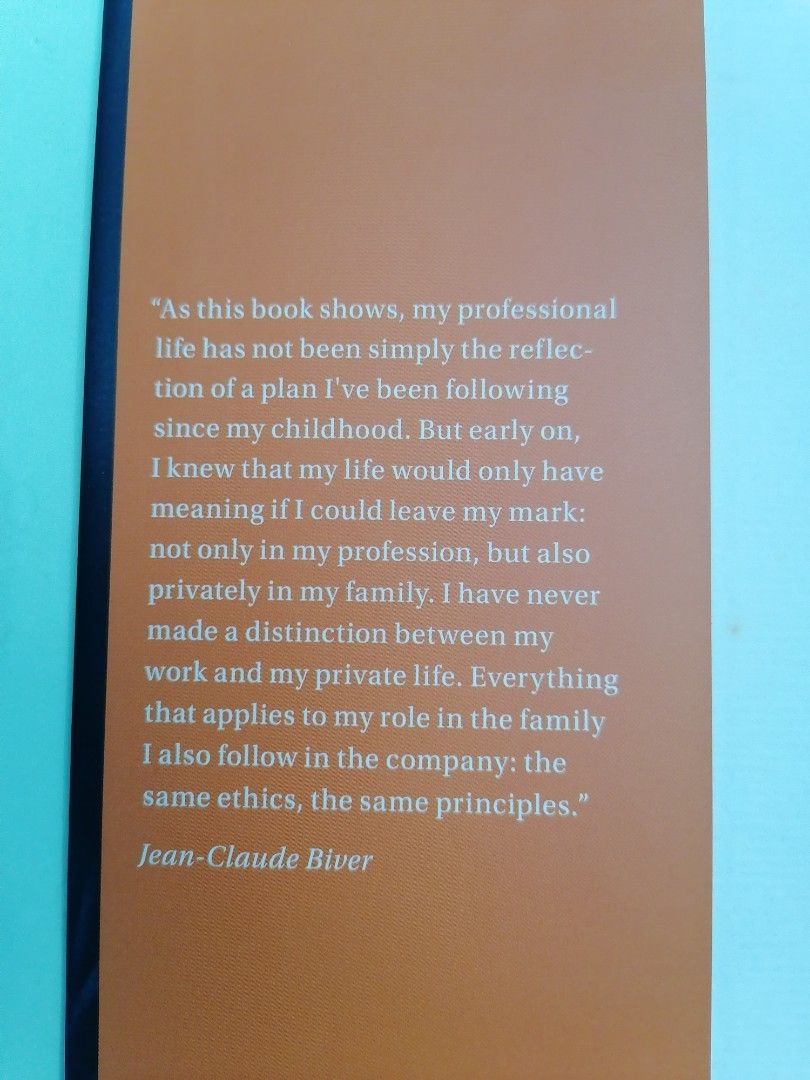 “As this book shows, my professional
life has not been simply the reflec-
tion of a plan I've been following
since my childhood. But early on,
I knew that my life would only have
meaning if I could leave my mark:
not only in my profession, but also
privately in my family. I have never
made a distinction between my
work and my private life. Everything
that applies to my role in the family
I also follow in the company: the
same ethics, the same principles.”
Jean-Claude Biver